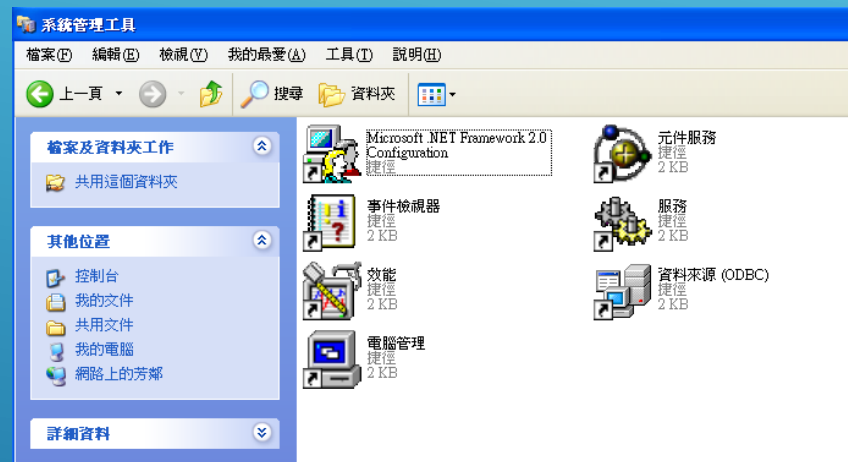 系統管理工具
檔案(F) 編輯(E) 檢視(V) 我的最愛(A) 工具(T) 說明(H)
上一頁 搜尋 資料夾
檔案及資料夾工作
共用這個資料夾
其他位置
控制台
我的文件
共用文件
我的電腦
網路上的芳鄰
詳細資料
Microsoft .NET Framework 2.0
Configuration
捷徑
元件服務
捷徑
2 KB
事件檢視器
捷徑
2 KB
服務
捷徑
2 KB
效能
捷徑
2 KB
資料來源 (ODBC)
捷徑
2 KB
電腦管理
捷徑
2 KB